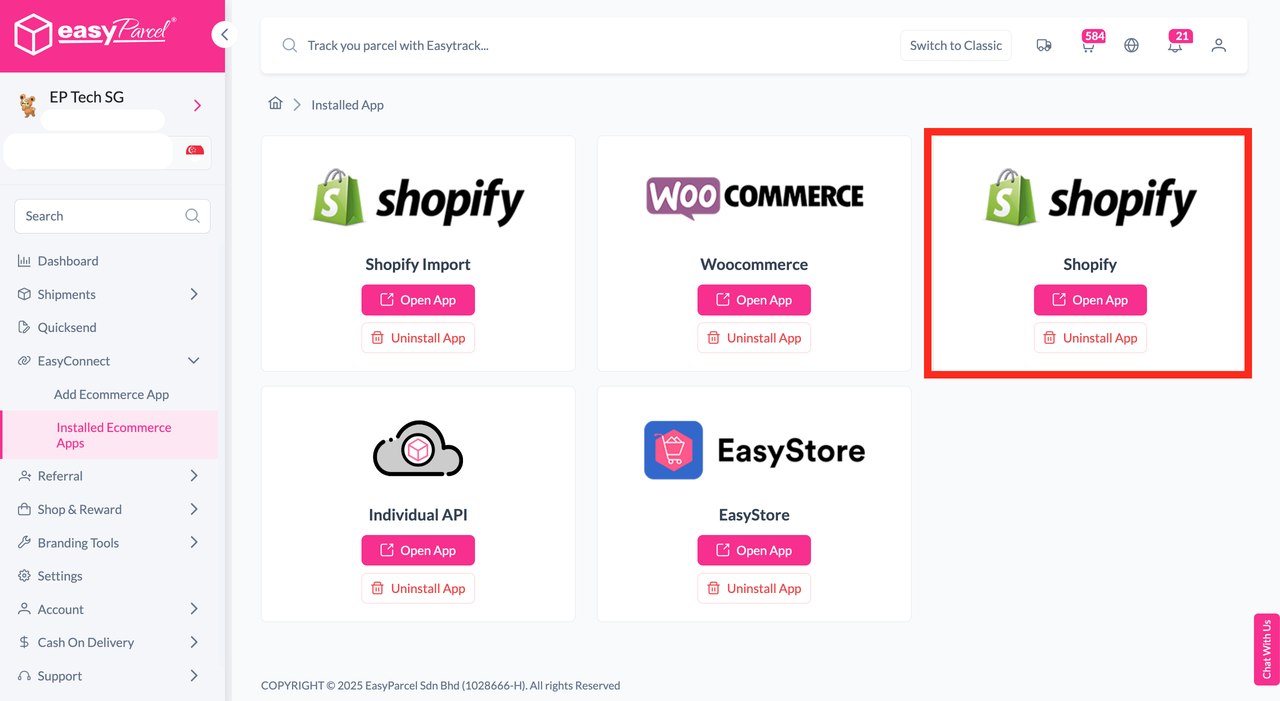 easyParcel®
EP Tech SG
Search
Dashboard
Shipments
Quicksend
EasyConnect
Add Ecommerce App
Installed Ecommerce
Apps
Referral
Shop & Reward
Branding Tools
Settings
Account
Cash On Delivery
Support
Track you parcel with Easytrack...
Switch to Classic
584
21
Installed App
shopify
Shopify Import
Open App
Uninstall App
WOO COMMERCE
Woocommerce
Open App
Uninstall App
shopify
Shopify
Open App
Uninstall App
Individual API
Open App
Uninstall App
EasyStore
EasyStore
Open App
Uninstall App
Chat With Us
COPYRIGHT © 2025 EasyParcel Sdn Bhd (1028666-H). All rights Reserved